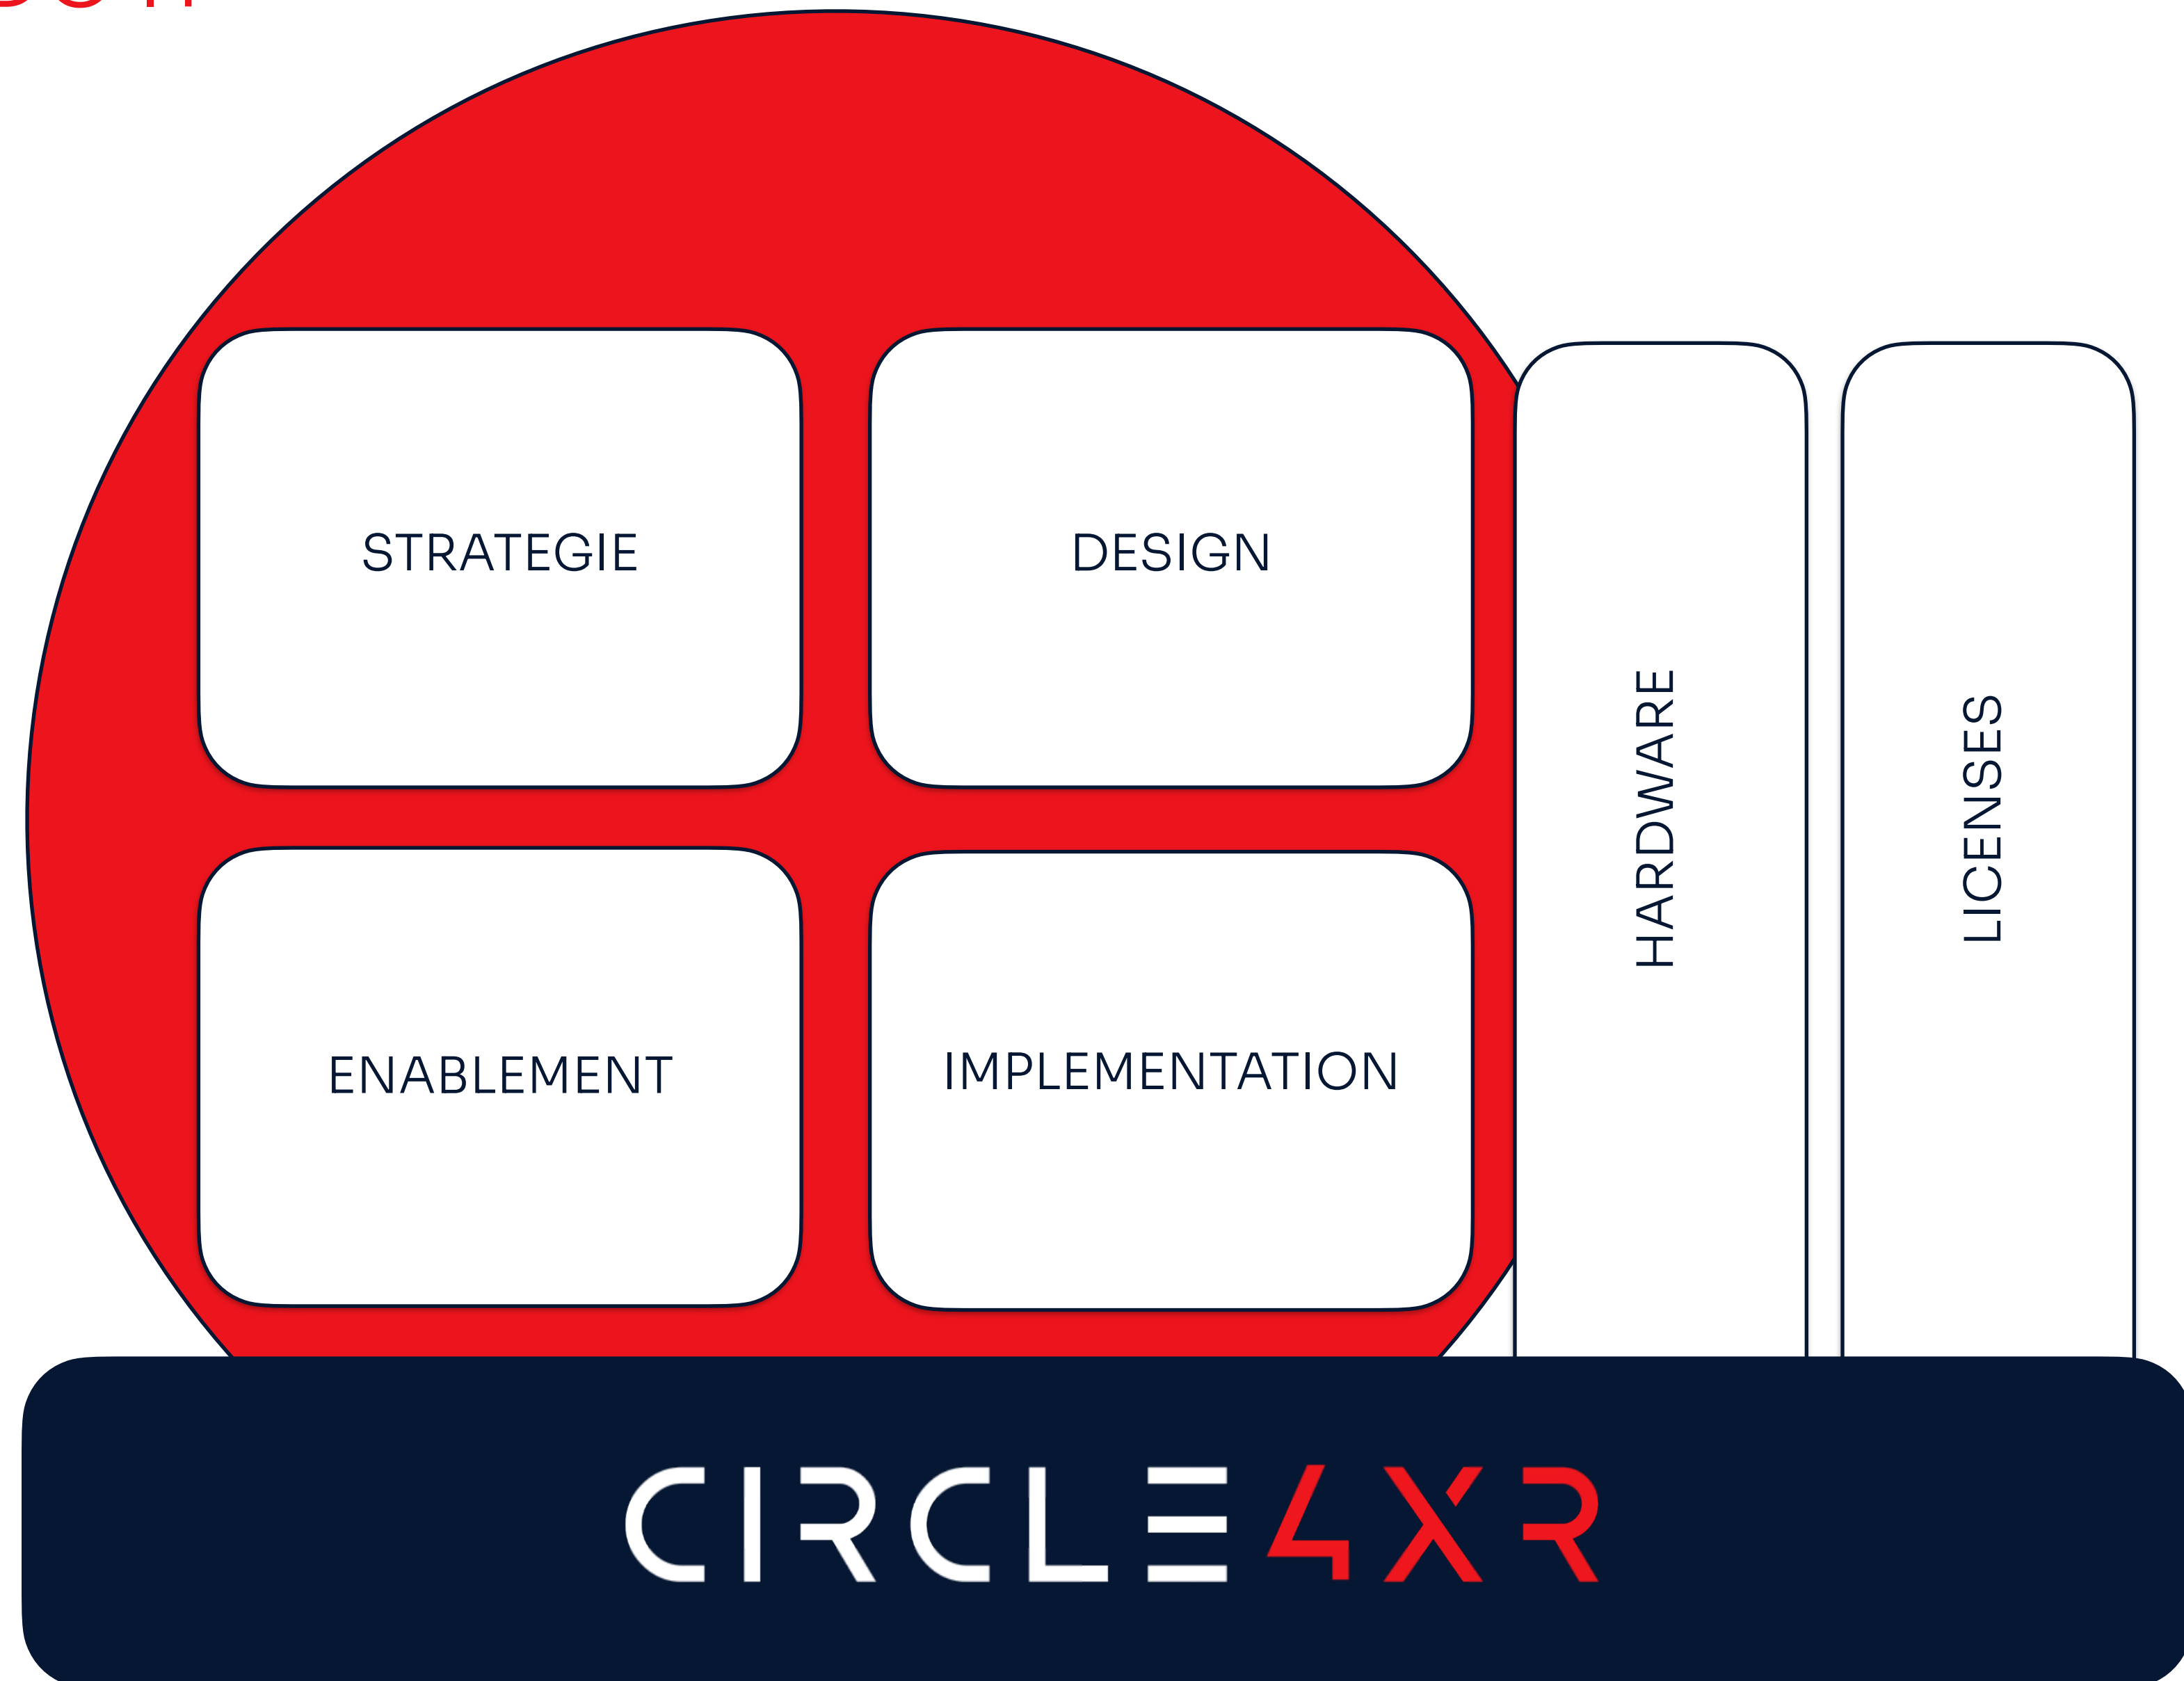 STRATEGIE
DESIGN
ENABLEMENT
IMPLEMENTATION
HARDWARE
LICENSES
CIRCLE4XR